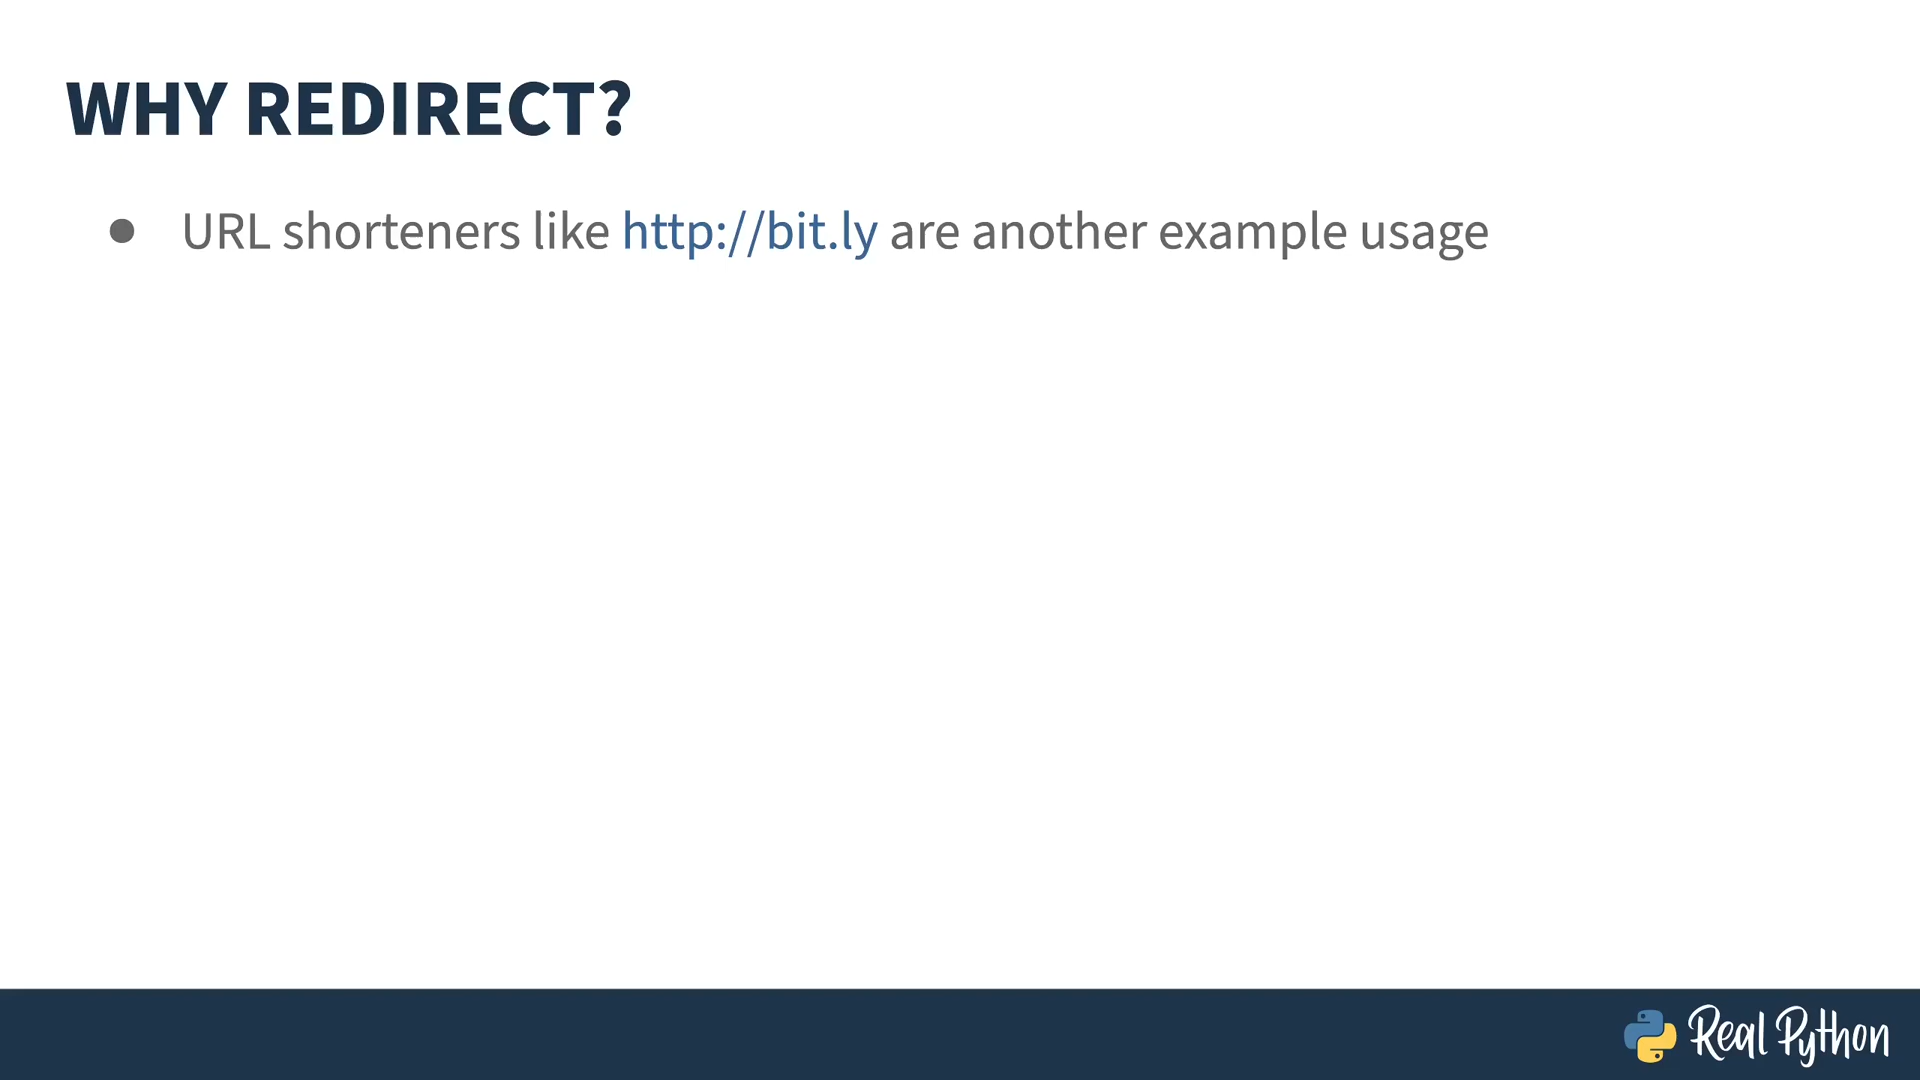 WHY REDIRECT?
● URL shorteners like http://bit.ly are another example usage
Real Python